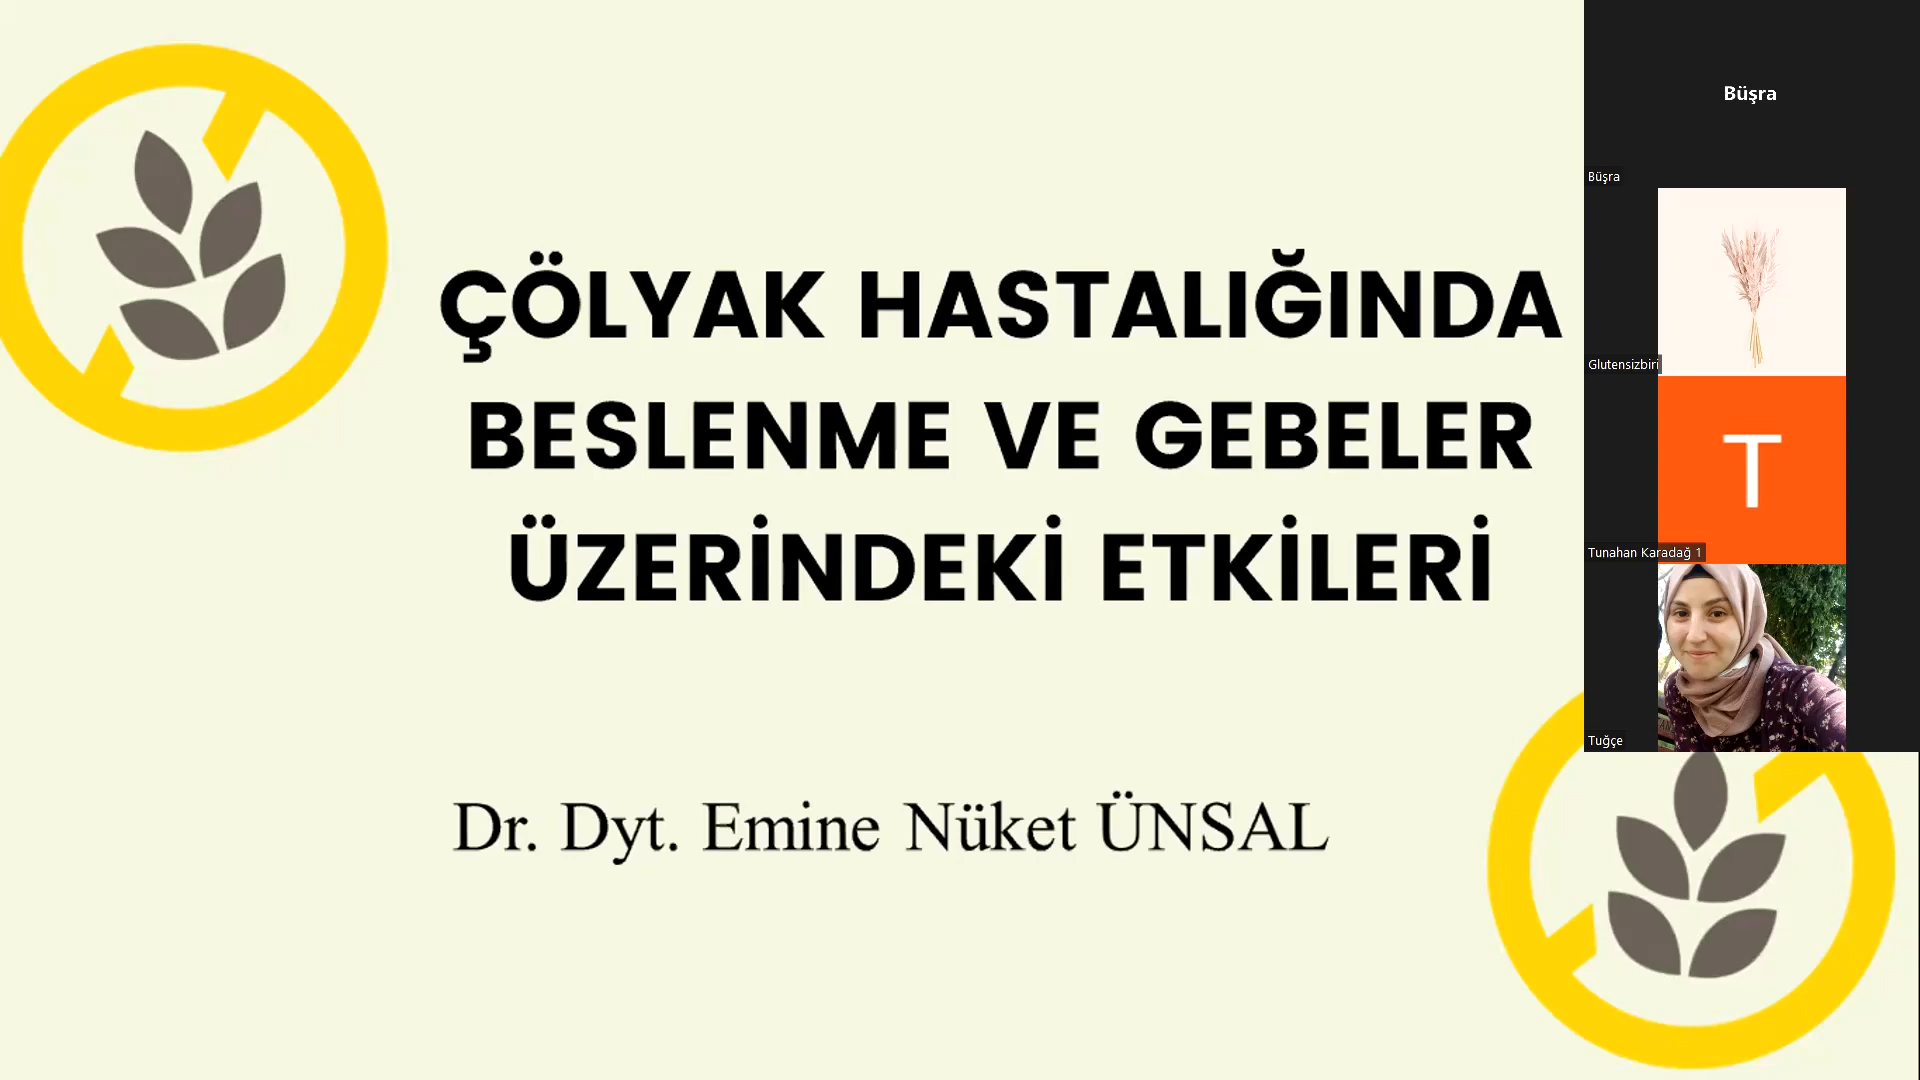 ÇÖLYAK HASTALIĞINDA
BESLENME VE GEBELER
ÜZERİNDEKİ ETKİLERİ
Dr. Dyt. Emine Nüket ÜNSAL
Büşra
Büşra
Glutensizbiri
T
Tunahan Karadağ 1
Tuğçe